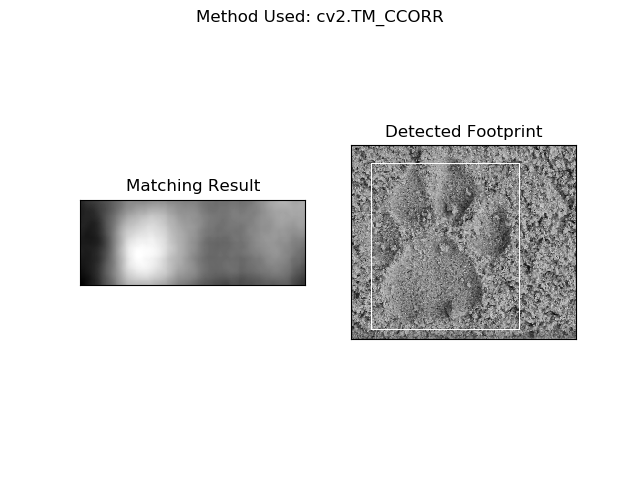 Method Used: cv2.TM_CCORR
Matching Result
Detected Footprint